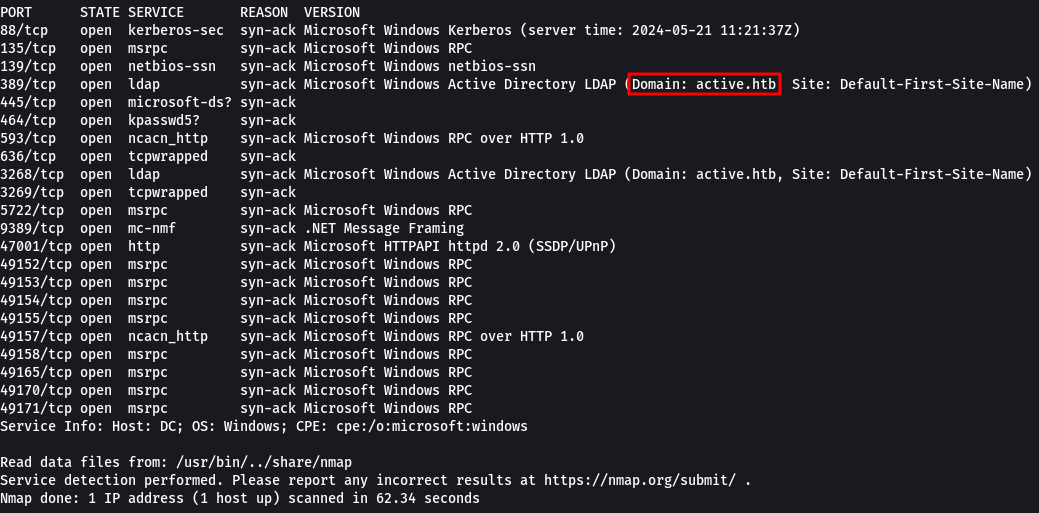 PORT      STATE SERVICE       REASON  VERSION
88/tcp    open  kerberos-sec  syn-ack Microsoft Windows Kerberos (server time: 2024-05-21 11:21:37Z)
135/tcp   open  msrpc         syn-ack Microsoft Windows RPC
139/tcp   open  netbios-ssn   syn-ack Microsoft Windows netbios-ssn
389/tcp   open  ldap          syn-ack Microsoft Windows Active Directory LDAP (Domain: active.htb, Site: Default-First-Site-Name)
445/tcp   open  microsoft-ds? syn-ack
464/tcp   open  kpasswd5?     syn-ack
593/tcp   open  ncacn_http    syn-ack Microsoft Windows RPC over HTTP 1.0
636/tcp   open  tcpwrapped    syn-ack
3268/tcp  open  ldap          syn-ack Microsoft Windows Active Directory LDAP (Domain: active.htb, Site: Default-First-Site-Name)
3269/tcp  open  tcpwrapped    syn-ack
5722/tcp  open  msrpc         syn-ack Microsoft Windows RPC
9389/tcp  open  mc-nmf        syn-ack .NET Message Framing
47001/tcp open  http          syn-ack Microsoft HTTPAPI httpd 2.0 (SSDP/UPnP)
49152/tcp open  msrpc         syn-ack Microsoft Windows RPC
49153/tcp open  msrpc         syn-ack Microsoft Windows RPC
49154/tcp open  msrpc         syn-ack Microsoft Windows RPC
49155/tcp open  msrpc         syn-ack Microsoft Windows RPC
49157/tcp open  ncacn_http    syn-ack Microsoft Windows RPC over HTTP 1.0
49158/tcp open  msrpc         syn-ack Microsoft Windows RPC
49165/tcp open  msrpc         syn-ack Microsoft Windows RPC
49170/tcp open  msrpc         syn-ack Microsoft Windows RPC
49171/tcp open  msrpc         syn-ack Microsoft Windows RPC
Service Info: Host: DC; OS: Windows; CPE: cpe:/o:microsoft:windows
Read data files from: /usr/bin/../share/nmap
Service detection performed. Please report any incorrect results at https://nmap.org/submit/ .
Nmap done: 1 IP address (1 host up) scanned in 62.34 seconds